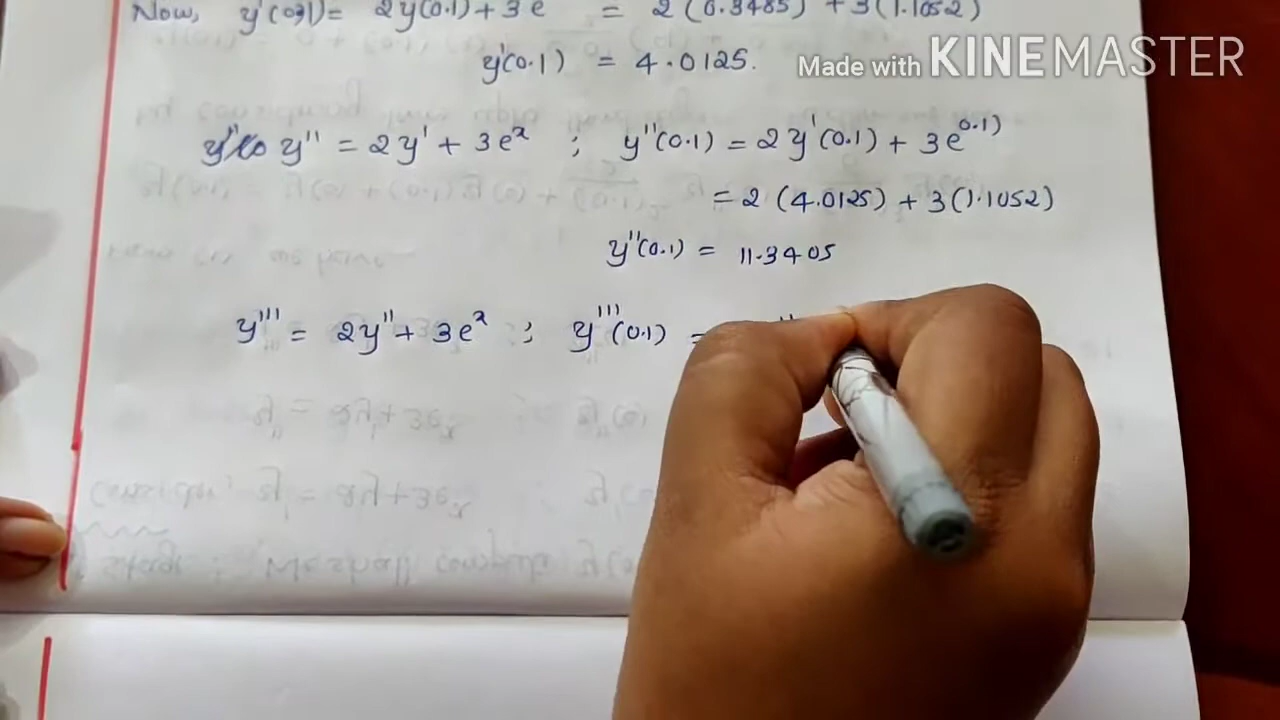 Now, y'(0.1) = 2y(0.1) + 3e = 2(0.3485) + 3(1.1052)
y'(0.1) = 4.0125.
Made with KINEMASTER
y'' = 2y' + 3eˣ ; y''(0.1) = 2y'(0.1) + 3e^(0.1)
= 2(4.0125) + 3(1.1052)
y''(0.1) = 11.3405
y''' = 2y'' + 3eˣ ; y'''(0.1) =